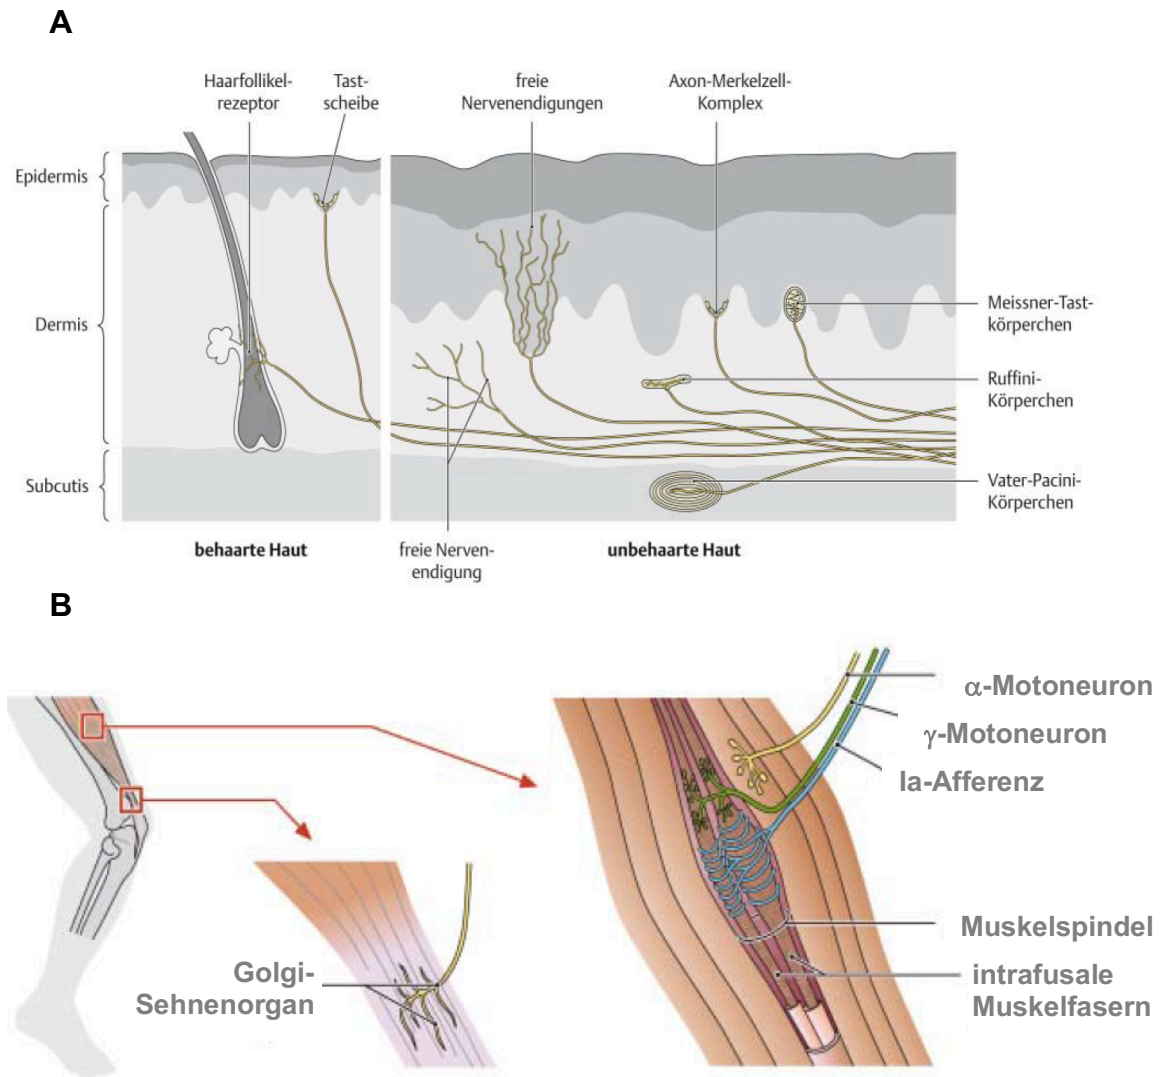 A
Haarfollikel-
rezeptor
Tast-
scheibe
freie
Nervenendigungen
Axon-Merkelzell-
Komplex
Epidermis
Dermis
Subcutis
Meissner-Tast-
körperchen
Ruffini-
Körperchen
Vater-Pacini-
Körperchen
behaarte Haut
freie Nerven-
endigung
unbehaarte Haut
B
α-Motoneuron
γ-Motoneuron
Ia-Afferenz
Muskelspindel
intrafusale
Muskelfasern
Golgi-
Sehnenorgan